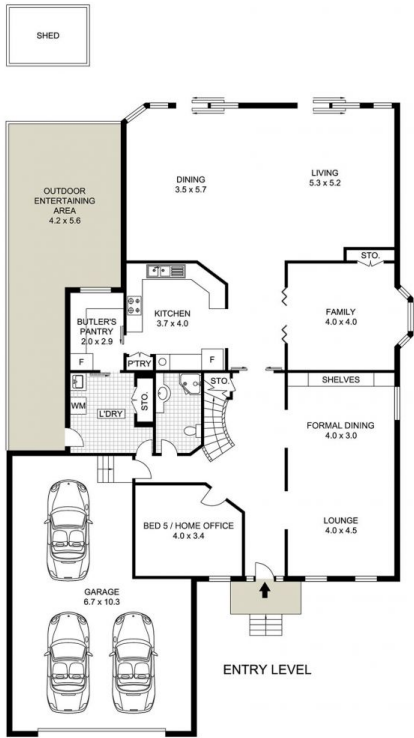 SHED
OUTDOOR
ENTERTAINING
AREA
4.2 x 5.6
DINING
3.5 x 5.7
LIVING
5.3 x 5.2
STO.
KITCHEN
3.7 x 4.0
FAMILY
4.0 x 4.0
BUTLER'S
PANTRY
2.0 x 2.9
F
P'TRY
F
STO.
SHELVES
WM
L'DRY
STO.
FORMAL DINING
4.0 x 3.0
BED 5 / HOME OFFICE
4.0 x 3.4
LOUNGE
4.0 x 4.5
GARAGE
6.7 x 10.3
ENTRY LEVEL